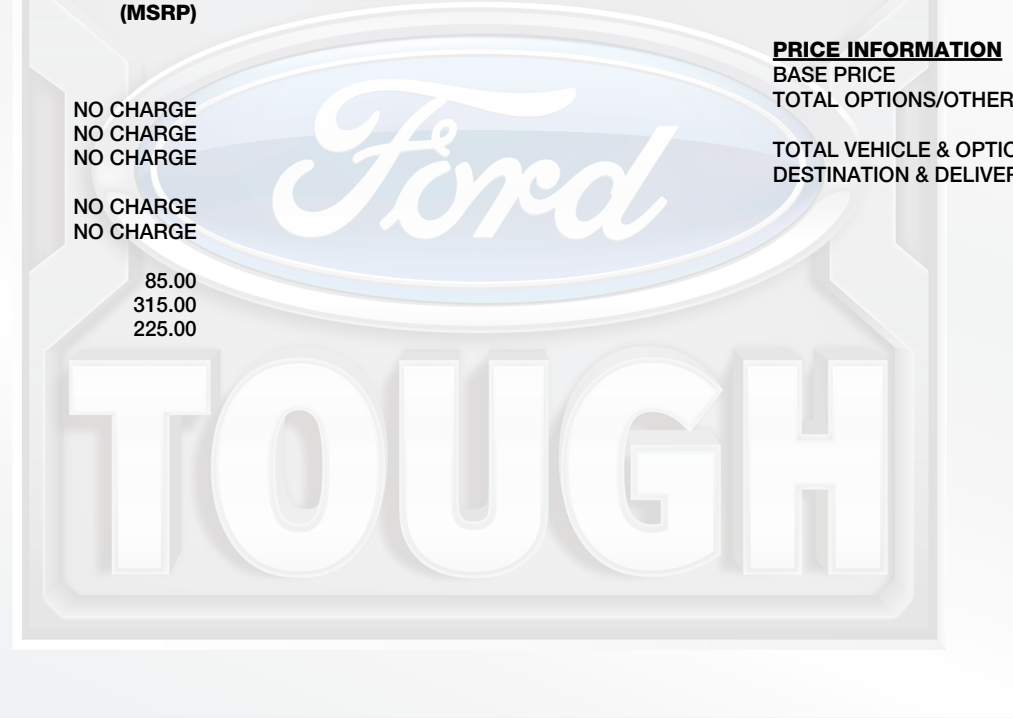 (MSRP)
NO CHARGE
NO CHARGE
NO CHARGE
NO CHARGE
NO CHARGE
85.00
315.00
225.00
PRICE INFORMATION
BASE PRICE
TOTAL OPTIONS/OTHER
TOTAL VEHICLE & OPTIO
DESTINATION & DELIVER
Ford
TOUGH